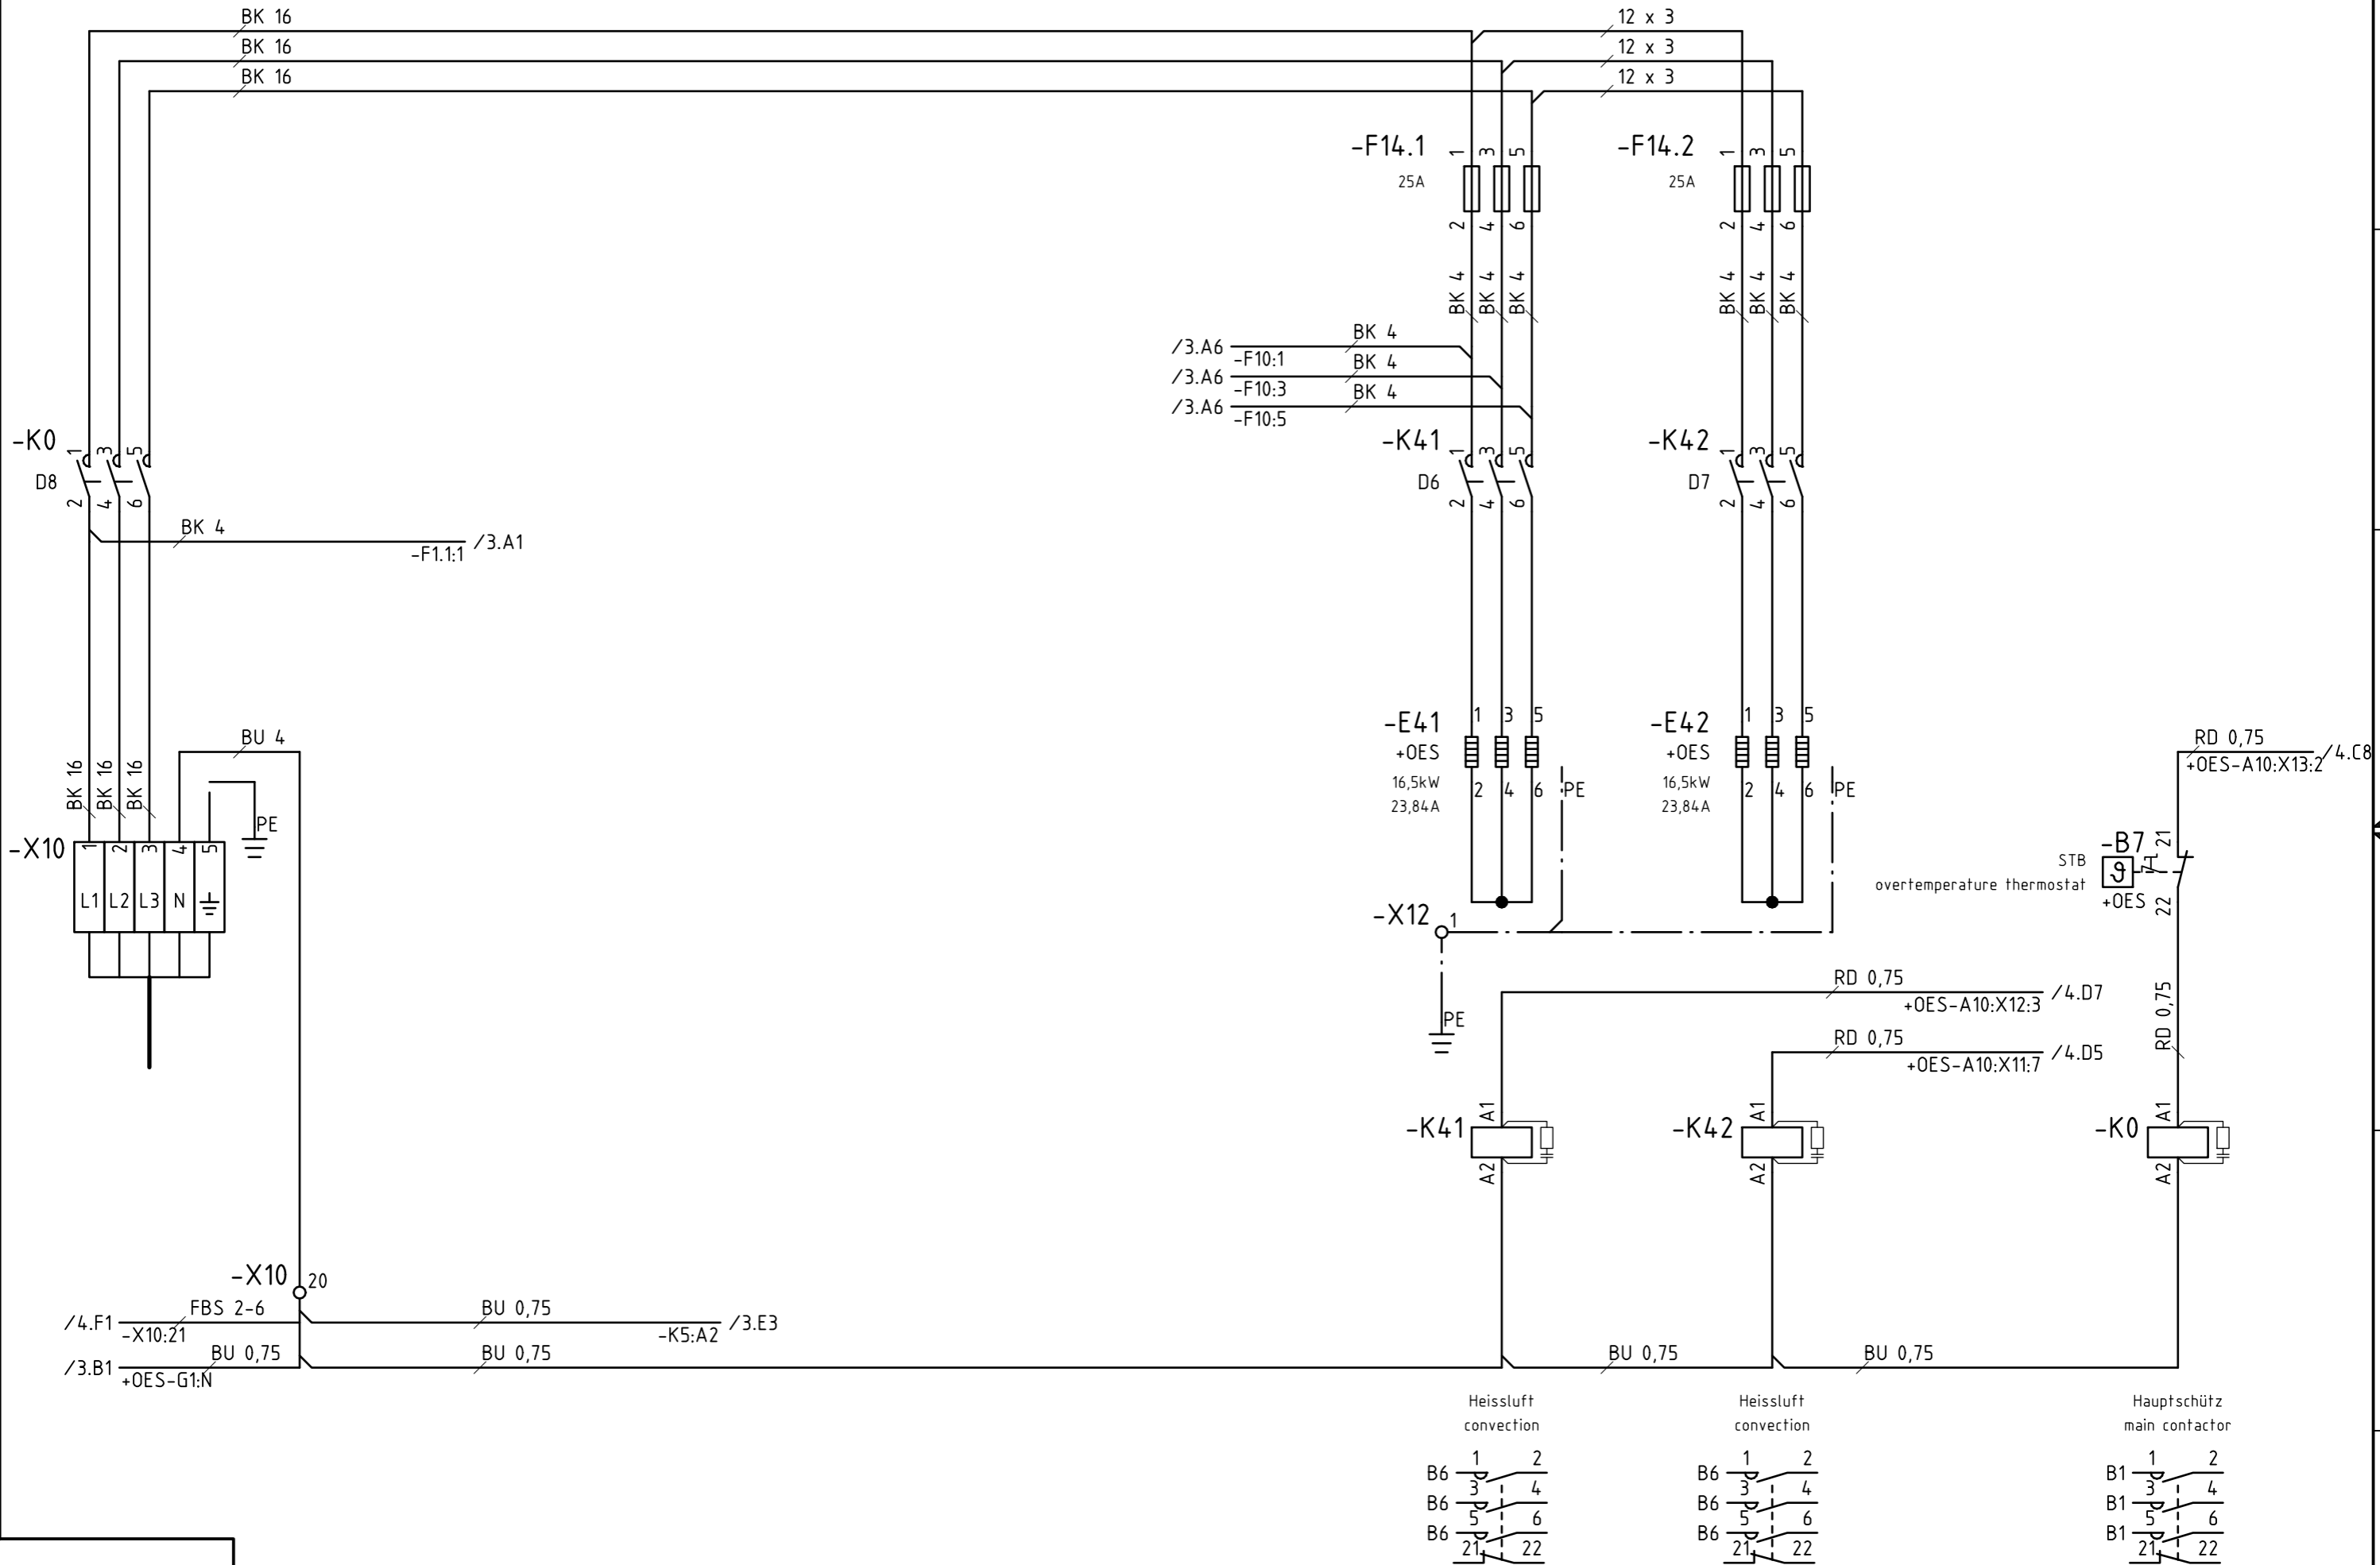 BK 16
12 x 3
BK 16
12 x 3
BK 16
12 x 3
-F14.1 1 3 5
25A
2 4 6
-F14.2 1 3 5
25A
2 4 6
BK 4 BK 4 BK 4
BK 4 BK 4 BK 4
/3.A6 BK 4
-F10:1
/3.A6 BK 4
-F10:3
/3.A6 BK 4
-F10:5
-K0 1 3 5
D8
2 4 6
-K41 1 3 5
D6
2 4 6
-K42 1 3 5
D7
2 4 6
BK 4
-F1.1:1 /3.A1
-E41 1 3 5
+OES
16,5kW
23,84A
2 4 6 PE
-E42 1 3 5
+OES
16,5kW
23,84A
2 4 6 PE
RD 0,75
+OES-A10:X13:2 /4.C8
BU 4
BK 16 BK 16 BK 16
PE
-X10 1 2 3 4 5
L1 L2 L3 N
-B7 21
STB
ϑ
overtemperature thermostat
+OES 22
-X12 1
PE
RD 0,75
+OES-A10:X12:3 /4.D7
RD 0,75
+OES-A10:X11:7 /4.D5
RD 0,75
-K41 A1
A2
-K42 A1
A2
-K0 A1
A2
-X10 20
/4.F1 FBS 2-6
-X10:21
BU 0,75
-K5:A2 /3.E3
/3.B1 BU 0,75
+OES-G1:N
BU 0,75
BU 0,75
BU 0,75
Heissluft
convection
Heissluft
convection
Hauptschütz
main contactor
B6 1 2
B6 3 4
B6 5 6
21 22
B6 1 2
B6 3 4
B6 5 6
21 22
B1 1 2
B1 3 4
B1 5 6
21 22